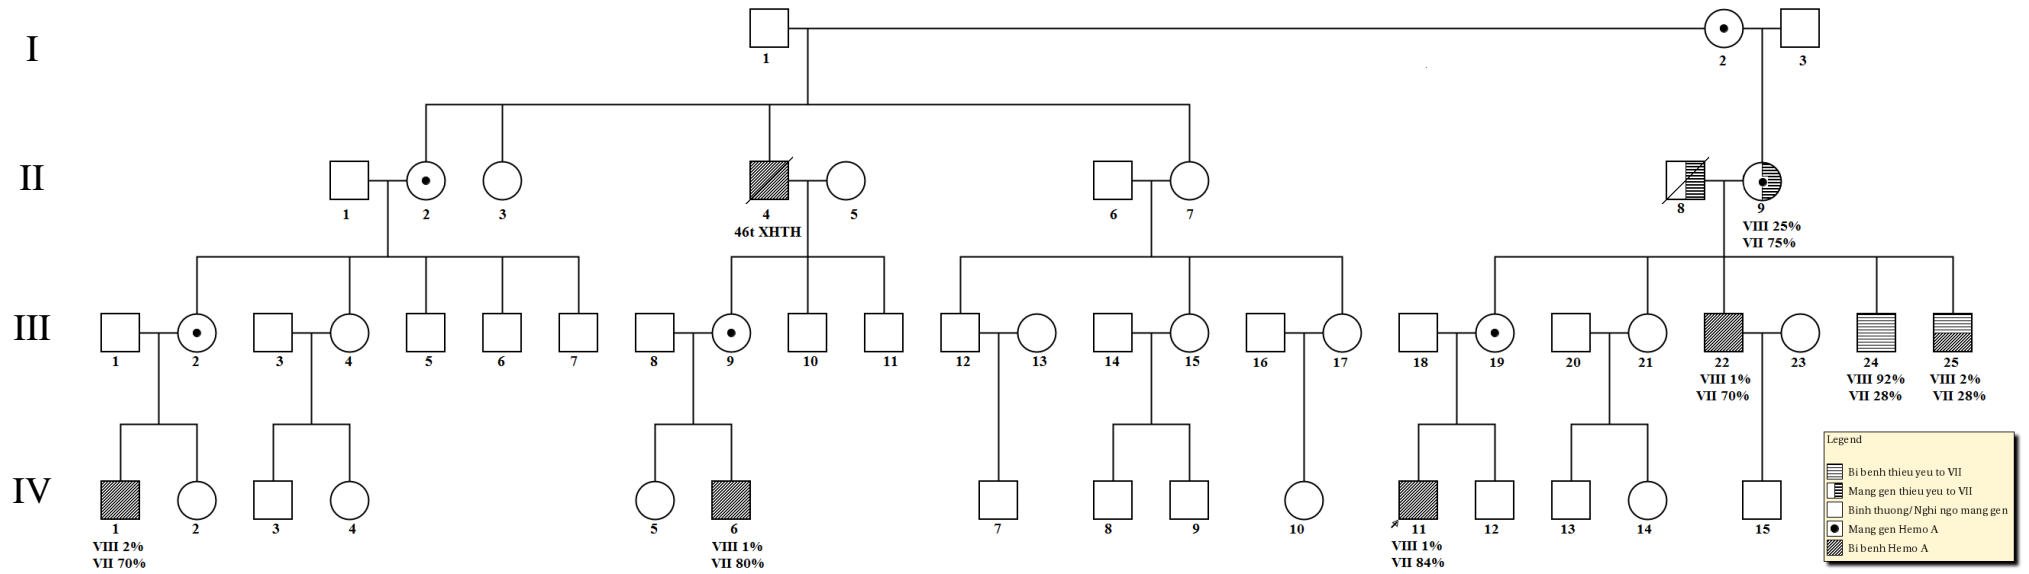 I
1
2
3
II
1
2
3
4
5
6
7
8
9
46t XHTH
VIII 25%
VII 75%
III
1
2
3
4
5
6
7
8
9
10
11
12
13
14
15
16
17
18
19
20
21
22
23
24
25
VIII 1%
VII 70%
VIII 92%
VII 28%
VIII 2%
VII 28%
IV
1
2
3
4
5
6
7
8
9
10
11
12
13
14
15
VIII 2%
VII 70%
VIII 1%
VII 80%
VIII 1%
VII 84%
Legend
Bi benh thieu yeu to VII
Mang gen thieu yeu to VII
Binh thuong/Nghi ngo mang gen
Mang gen Hemo A
Bi benh Hemo A